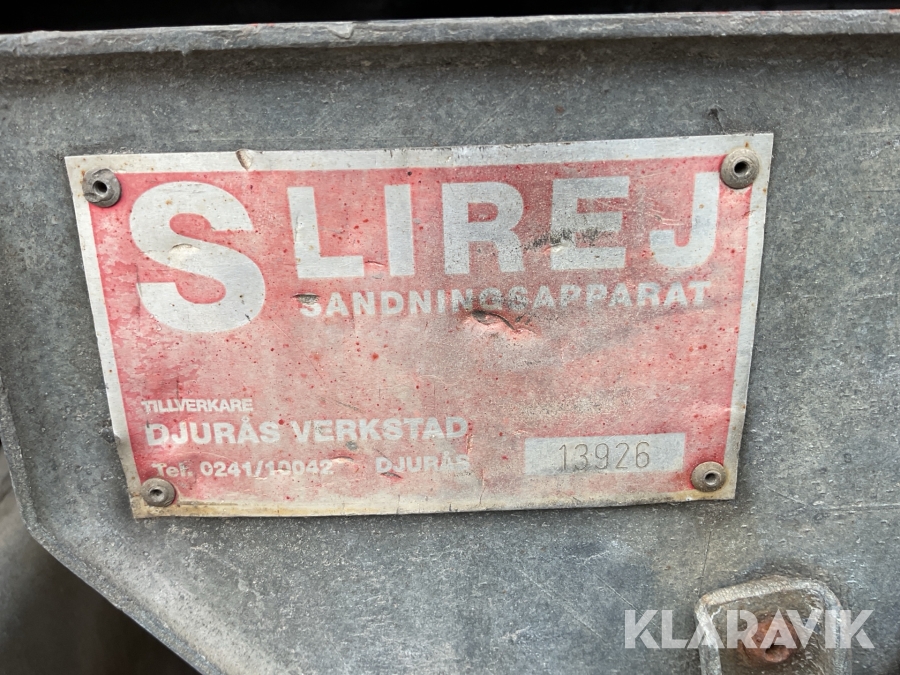 SLIREJ
SANDNINGSAPPARAT
TILLVERKARE
DJURÅS VERKSTAD
Tel. 0241/10042 DJURÅS 13926
KLARAVIK